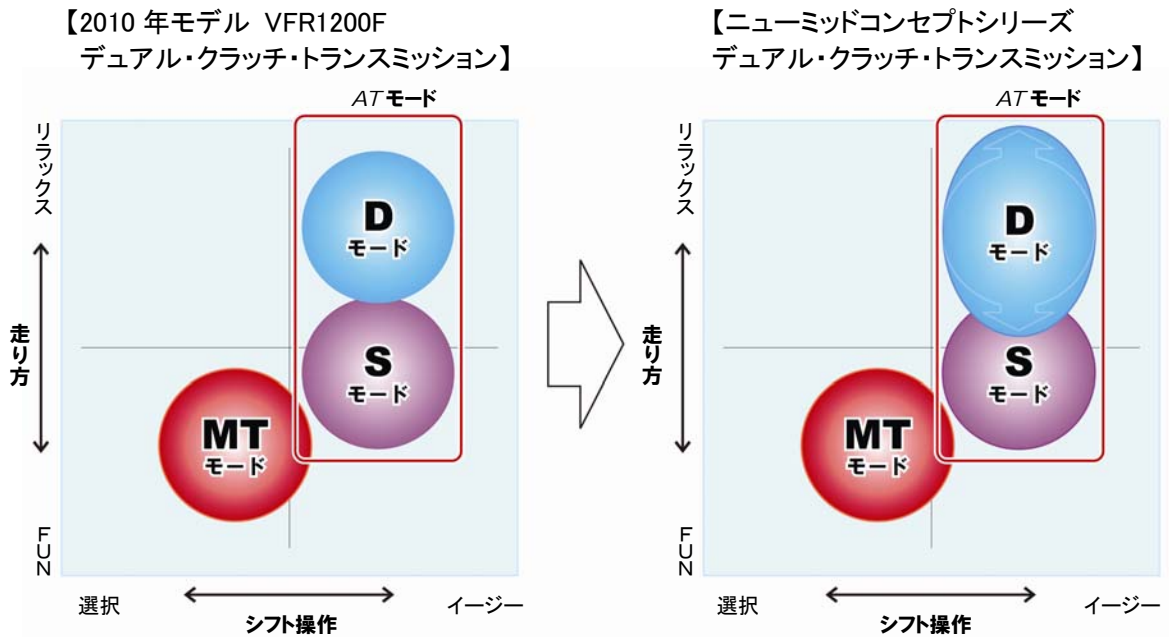 【2010 年モデル VFR1200F
デュアル・クラッチ・トランスミッション】
ATモード
リラックス
走り方
FUN
D
モード
S
モード
MT
モード
選択
イージー
シフト操作
【ニューミッドコンセプトシリーズ
デュアル・クラッチ・トランスミッション】
ATモード
リラックス
走り方
FUN
D
モード
S
モード
MT
モード
選択
イージー
シフト操作